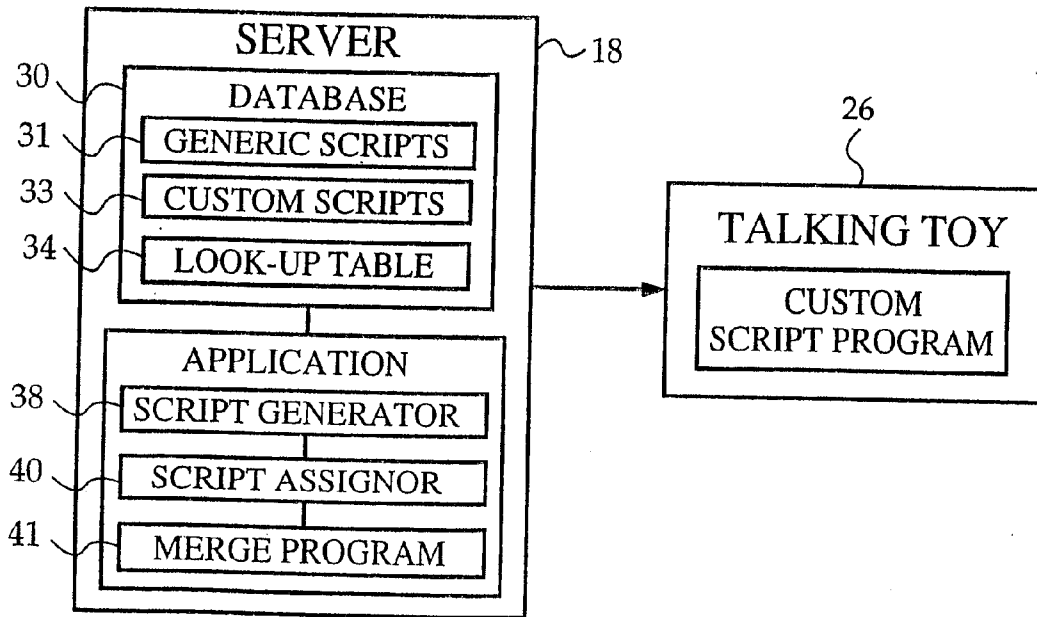 SERVER
18
30
DATABASE
31
GENERIC SCRIPTS
33
CUSTOM SCRIPTS
34
LOOK-UP TABLE
APPLICATION
38
SCRIPT GENERATOR
40
SCRIPT ASSIGNOR
41
MERGE PROGRAM
26
TALKING TOY
CUSTOM
SCRIPT PROGRAM